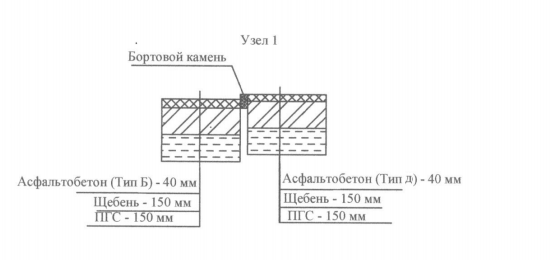 Узел 1
Бортовой камень
Асфальтобетон (Тип Б) - 40 мм
Щебень - 150 мм
ПГС - 150 мм
Асфальтобетон (Тип д) - 40 мм
Щебень - 150 мм
ПГС - 150 мм